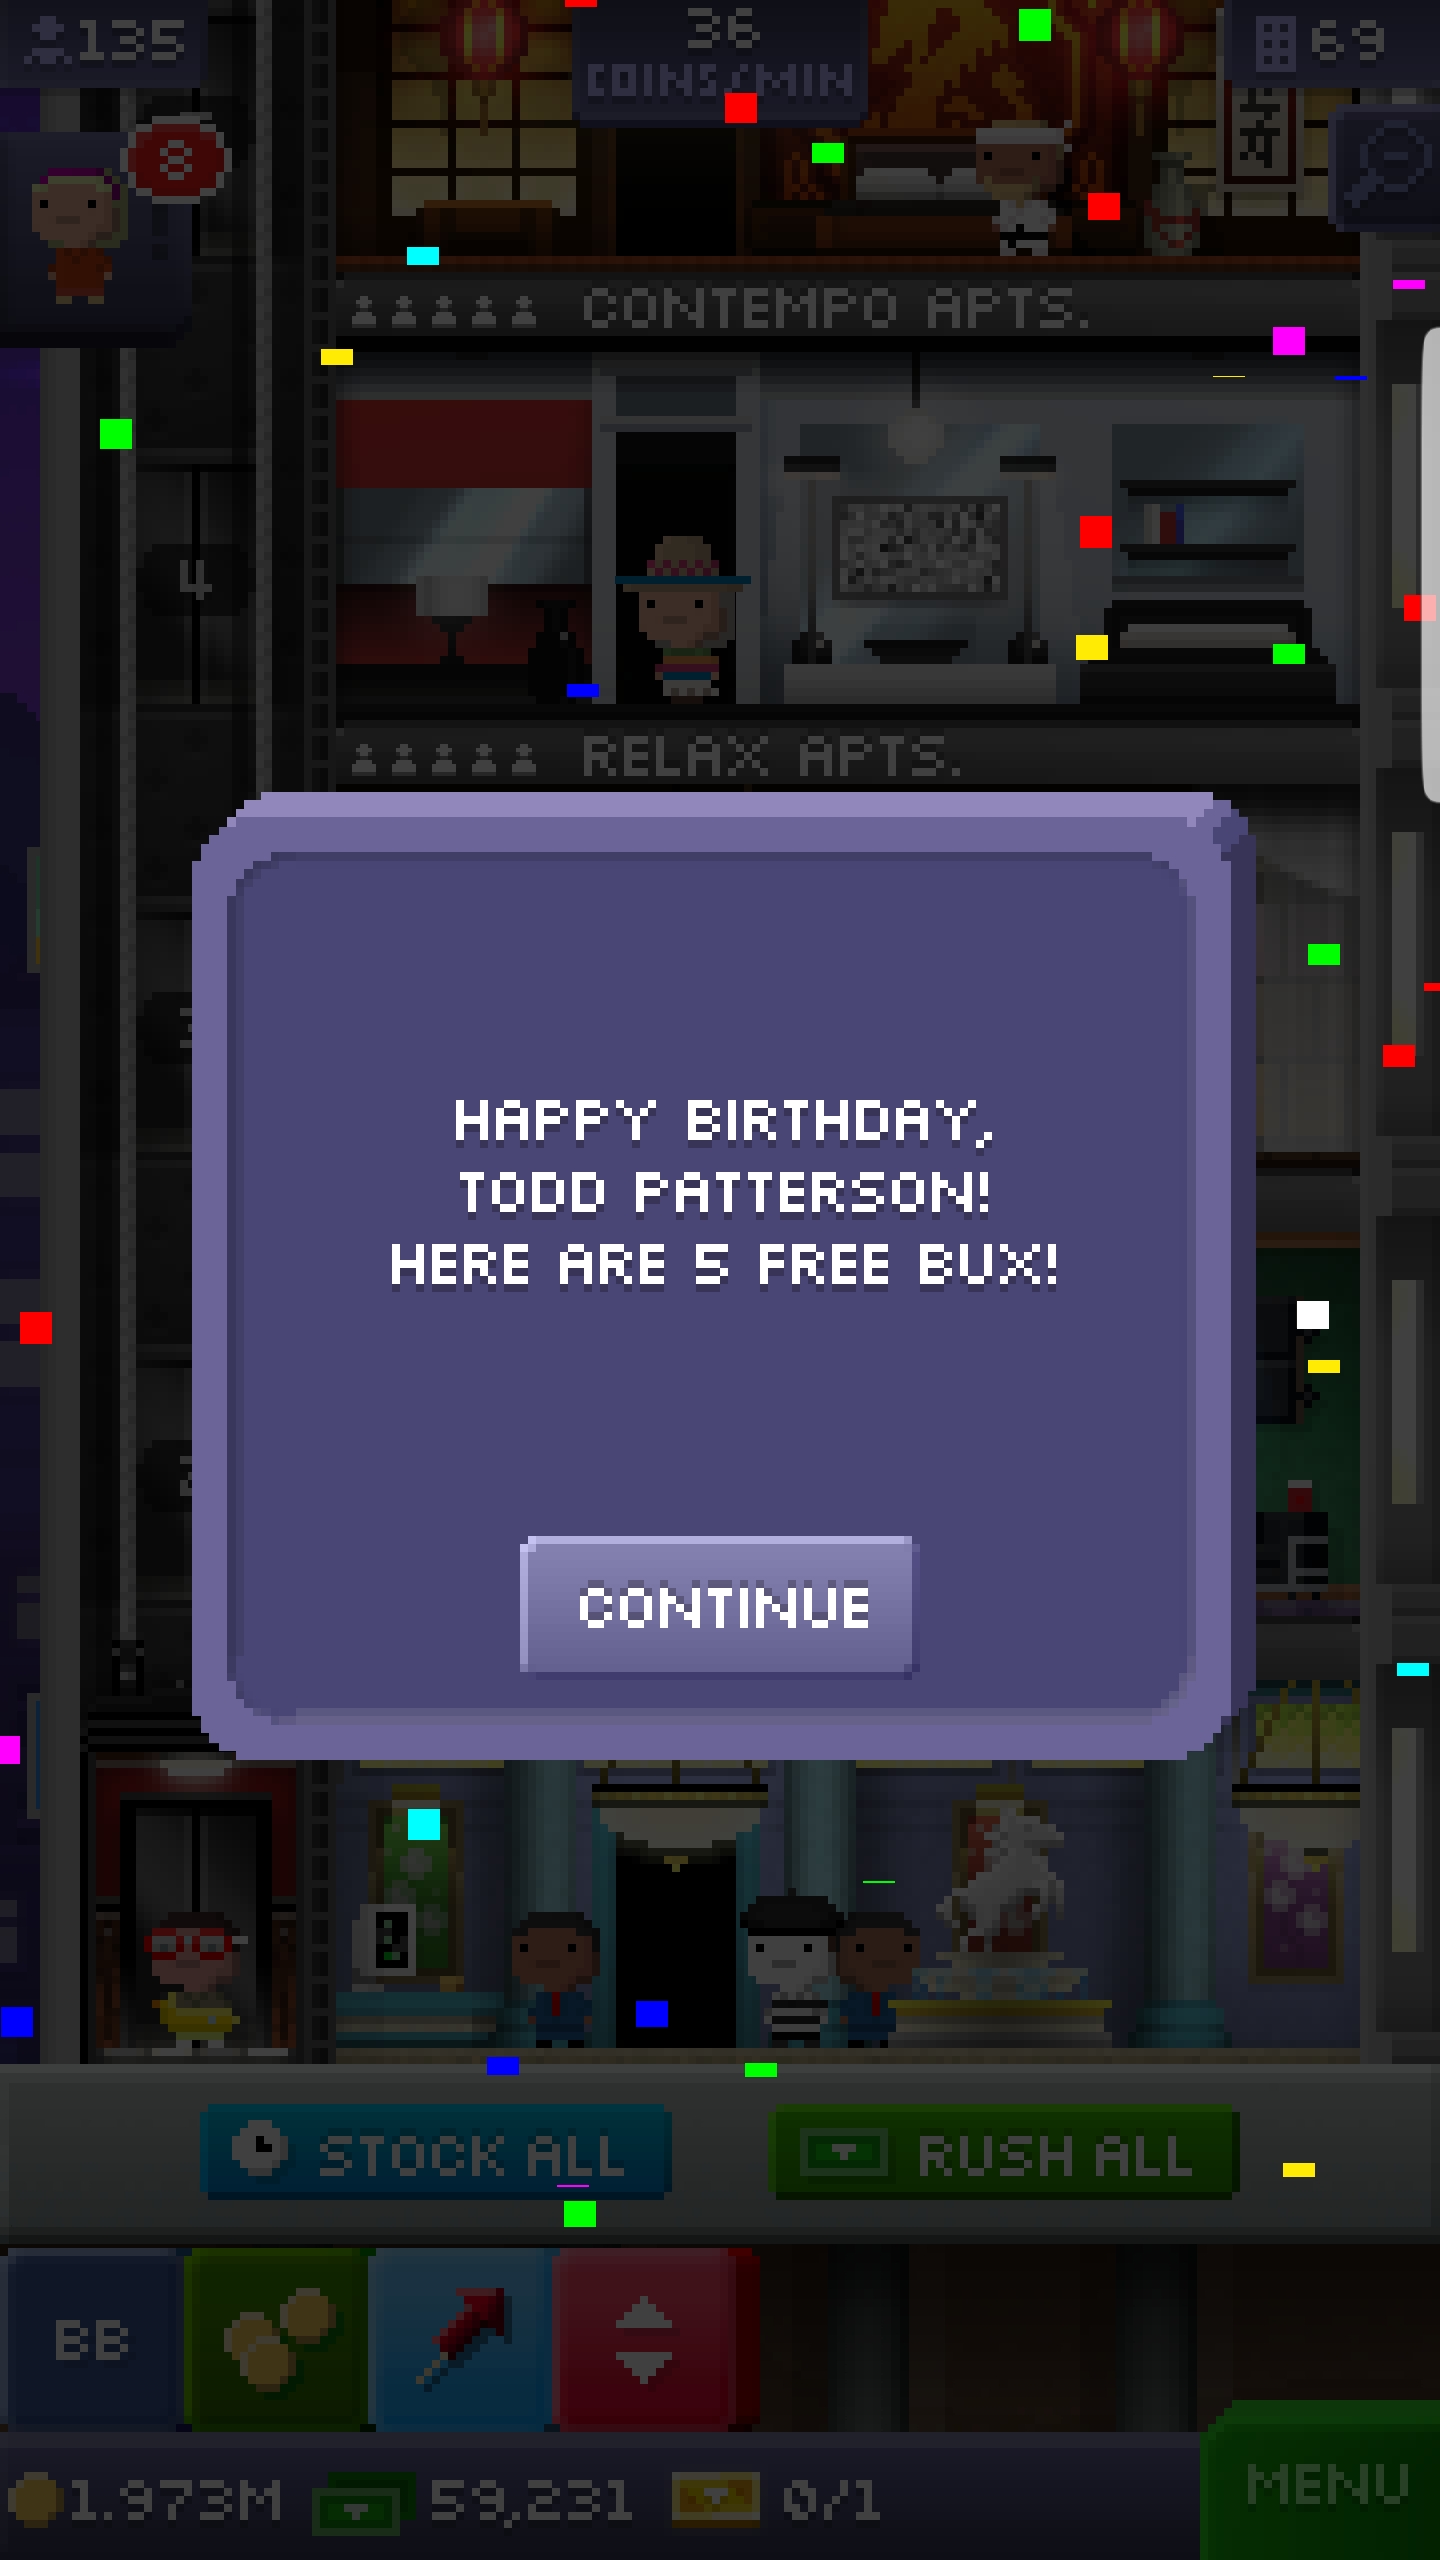 135
36
COINS/MIN
69
8
CONTEMPO APTS.
4
RELAX APTS.
HAPPY BIRTHDAY,
TODD PATTERSON!
HERE ARE 5 FREE BUX!
CONTINUE
STOCK ALL
RUSH ALL
BB
1.973M
59,231
0/1
MENU